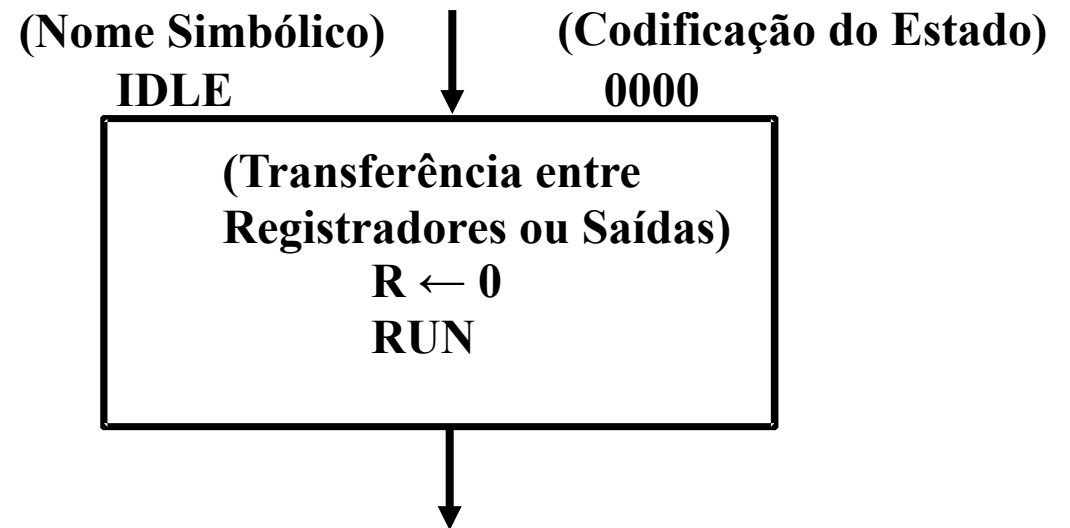 (Nome Simbólico) (Codificação do Estado)
IDLE 0000
(Transferência entre
Registradores ou Saídas)
R ← 0
RUN